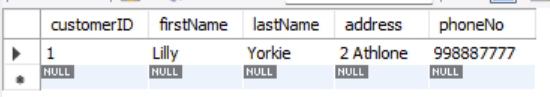 customerID firstName lastName address phoneNo
1 Lilly Yorkie 2 Athlone 998887777
NULL NULL NULL NULL NULL